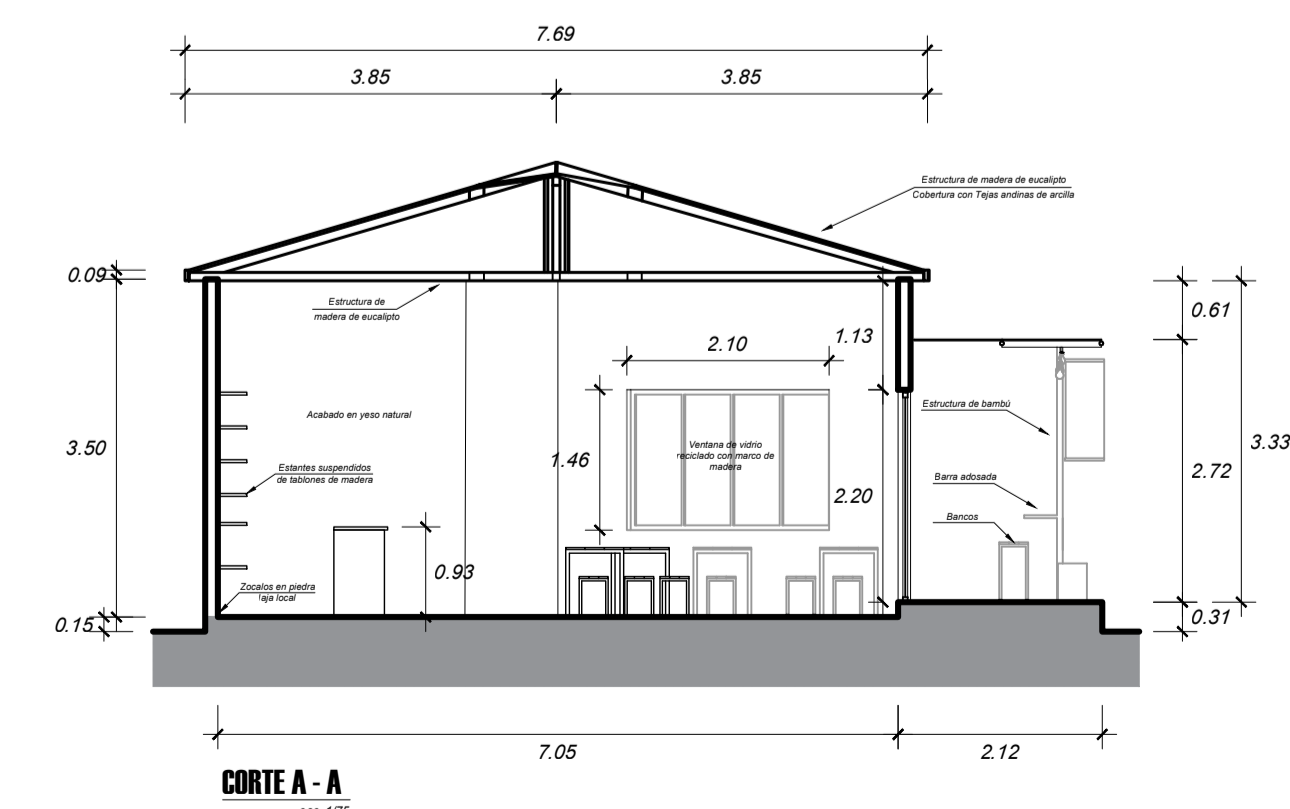 7.69
3.85
3.85
Estructura de madera de eucalipto
Cobertura con Tejas andinas de arcilla
0.09
Estructura de
madera de eucalipto
0.61
1.13
2.10
Acabado en yeso natural
Estructura de bambú
3.50
Ventana de vidrio
reciclado con marco de
madera
1.46
3.33
2.72
Estantes suspendidos
de tablones de madera
Barra adosada
2.20
Bancos
0.93
Zocalos en piedra
laja local
0.15
0.31
7.05
2.12
CORTE A - A
1/75